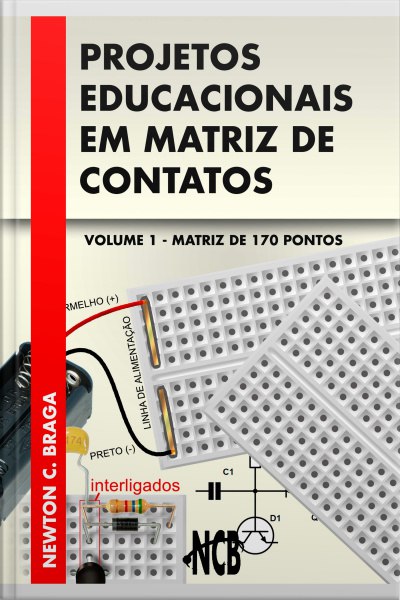 PROJETOS
EDUCACIONAIS
EM MATRIZ DE
CONTATOS
VOLUME 1 - MATRIZ DE 170 PONTOS
(+)
LINHA DE ALIMENTAÇÃO
PRETO (-)
interligados
C1
D1
Q
NCB
NEWTON C. BRAGA